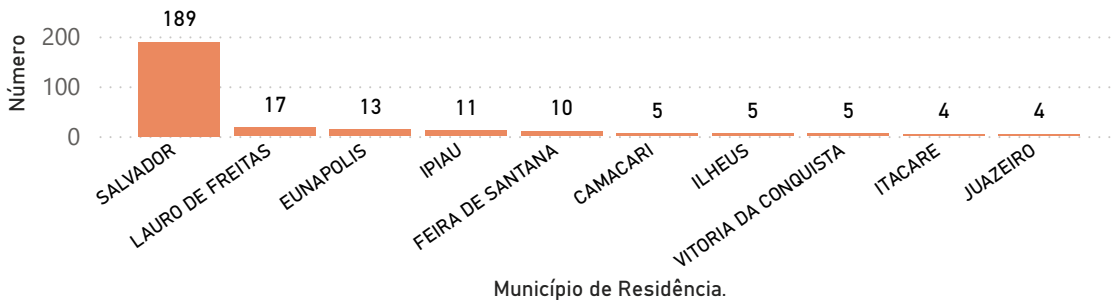 Número
200
100
0
189
17
13
11
10
5
5
5
4
4
SALVADOR
LAURO DE FREITAS
EUNAPOLIS
IPIAU
FEIRA DE SANTANA
CAMACARI
ILHEUS
VITORIA DA CONQUISTA
ITACARE
JUAZEIRO
Município de Residência.